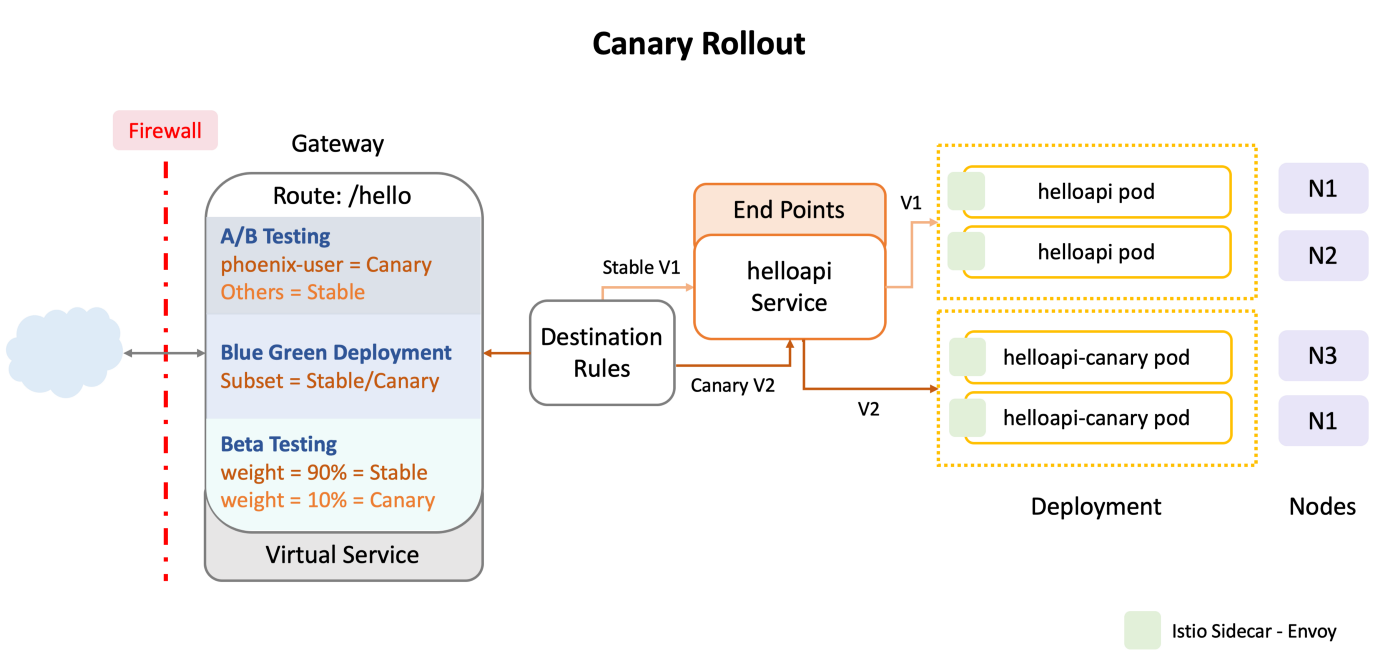 Canary Rollout
Firewall
Gateway
Route: /hello
A/B Testing
phoenix-user = Canary
Others = Stable
Blue Green Deployment
Subset = Stable/Canary
Beta Testing
weight = 90% = Stable
weight = 10% = Canary
Virtual Service
Destination
Rules
Stable V1
Canary V2
End Points
helloapi
Service
V1
V2
helloapi pod
helloapi pod
helloapi-canary pod
helloapi-canary pod
Deployment
N1
N2
N3
N1
Nodes
Istio Sidecar - Envoy